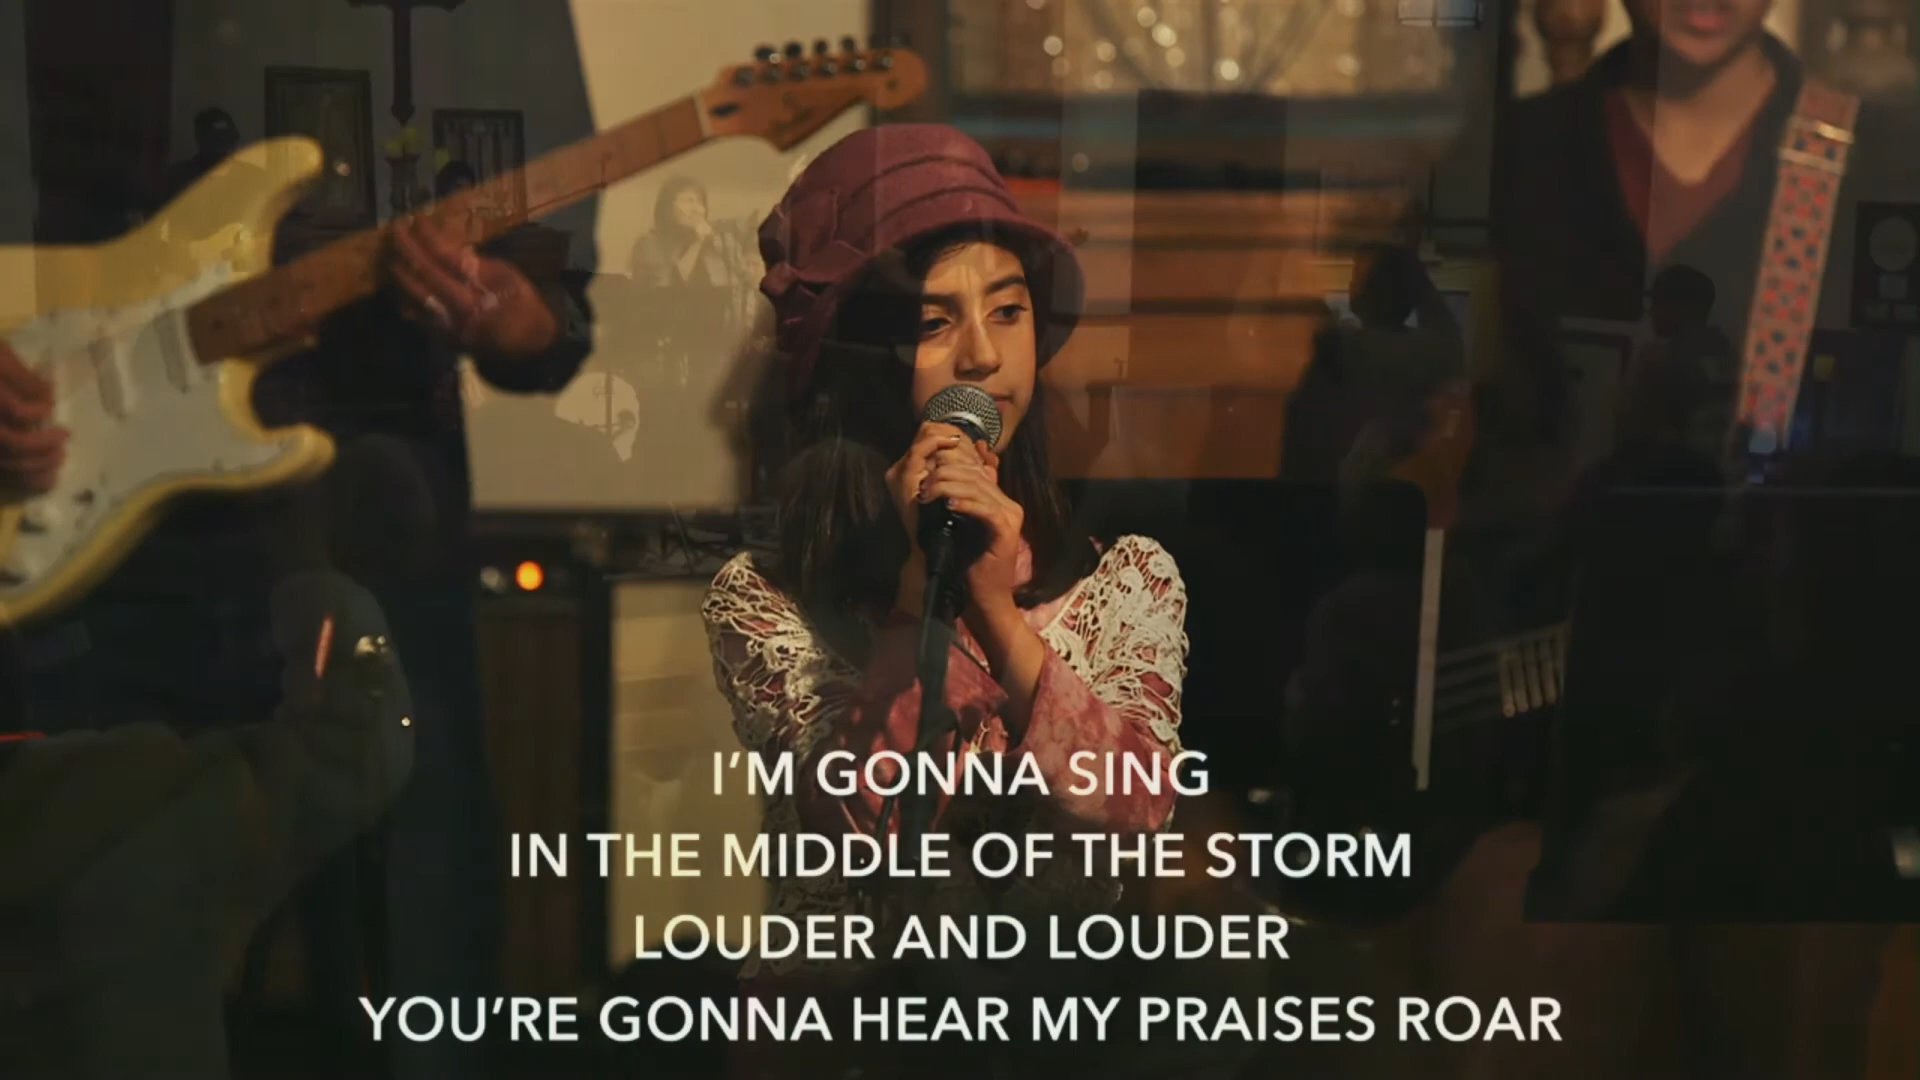 I'M GONNA SING
IN THE MIDDLE OF THE STORM
LOUDER AND LOUDER
YOU'RE GONNA HEAR MY PRAISES ROAR